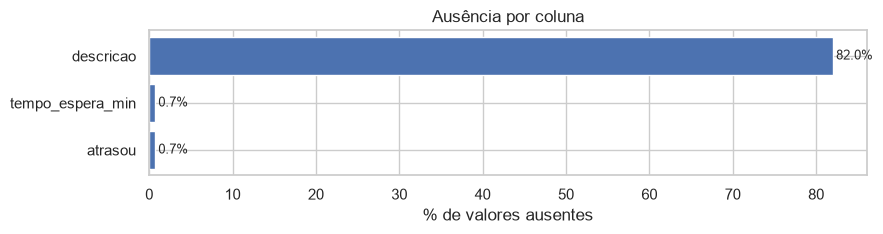 Ausência por coluna
descricao 82.0%
tempo_espera_min 0.7%
atrasou 0.7%
0 10 20 30 40 50 60 70 80
% de valores ausentes